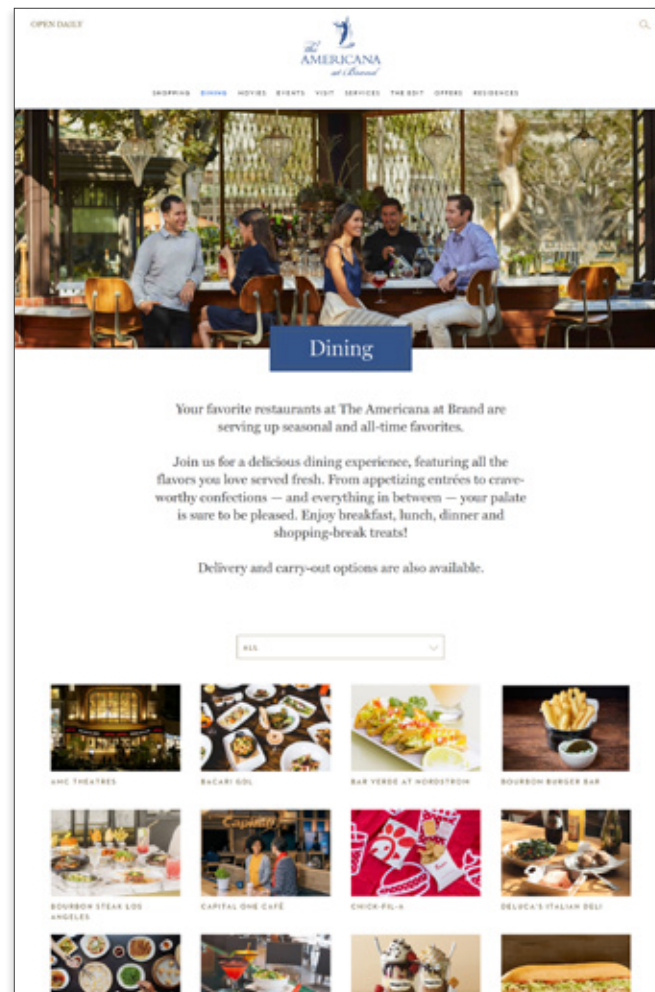 OPEN DAILY
The
AMERICANA
at Brand
SHOPPING DINING MOVIES EVENTS VISIT SERVICES THE EDIT OFFERS RESIDENCES
Dining
Your favorite restaurants at The Americana at Brand are
serving up seasonal and all-time favorites.
Join us for a delicious dining experience, featuring all the
flavors you love served fresh. From appetizing entrées to crave-
worthy confections — and everything in between — your palate
is sure to be pleased. Enjoy breakfast, lunch, dinner and
shopping-break treats!
Delivery and carry-out options are also available.
ALL
AMC THEATRES BACARI GDL BAR VERDE AT NORDSTROM BOURBON BURGER BAR
Capital
BOURBON STEAK LOS ANGELES CAPITAL ONE CAFÉ CHICK-FIL-A DELUCA'S ITALIAN DELI